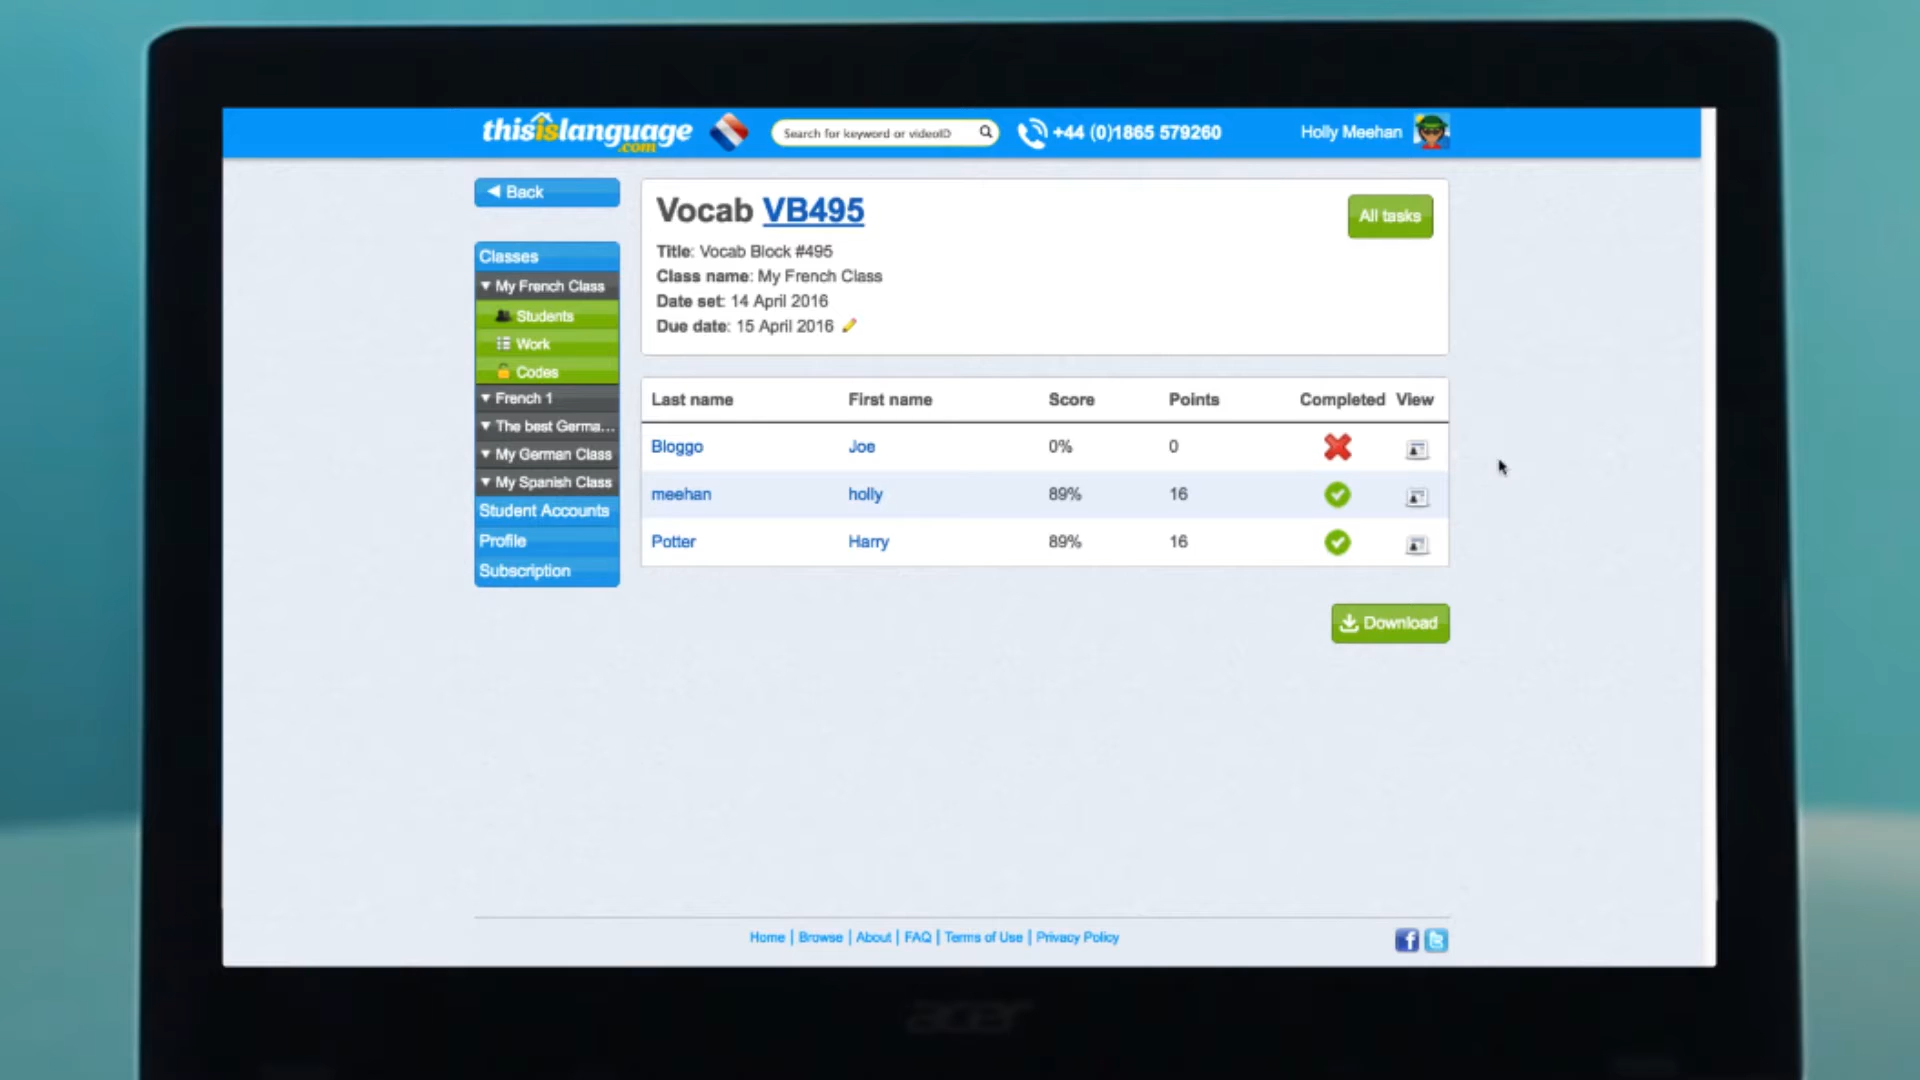 thisislanguage.com Search for keyword or videoID +44 (0)1865 579260 Holly Meehan
Back
Classes
My French Class
Students
Work
Codes
French 1
The best Germa...
My German Class
My Spanish Class
Student Accounts
Profile
Subscription
Vocab VB495
All tasks
Title: Vocab Block #495
Class name: My French Class
Date set: 14 April 2016
Due date: 15 April 2016
Last name First name Score Points Completed View
Bloggo Joe 0% 0
meehan holly 89% 16
Potter Harry 89% 16
Download
Home | Browse | About | FAQ | Terms of Use | Privacy Policy
acer